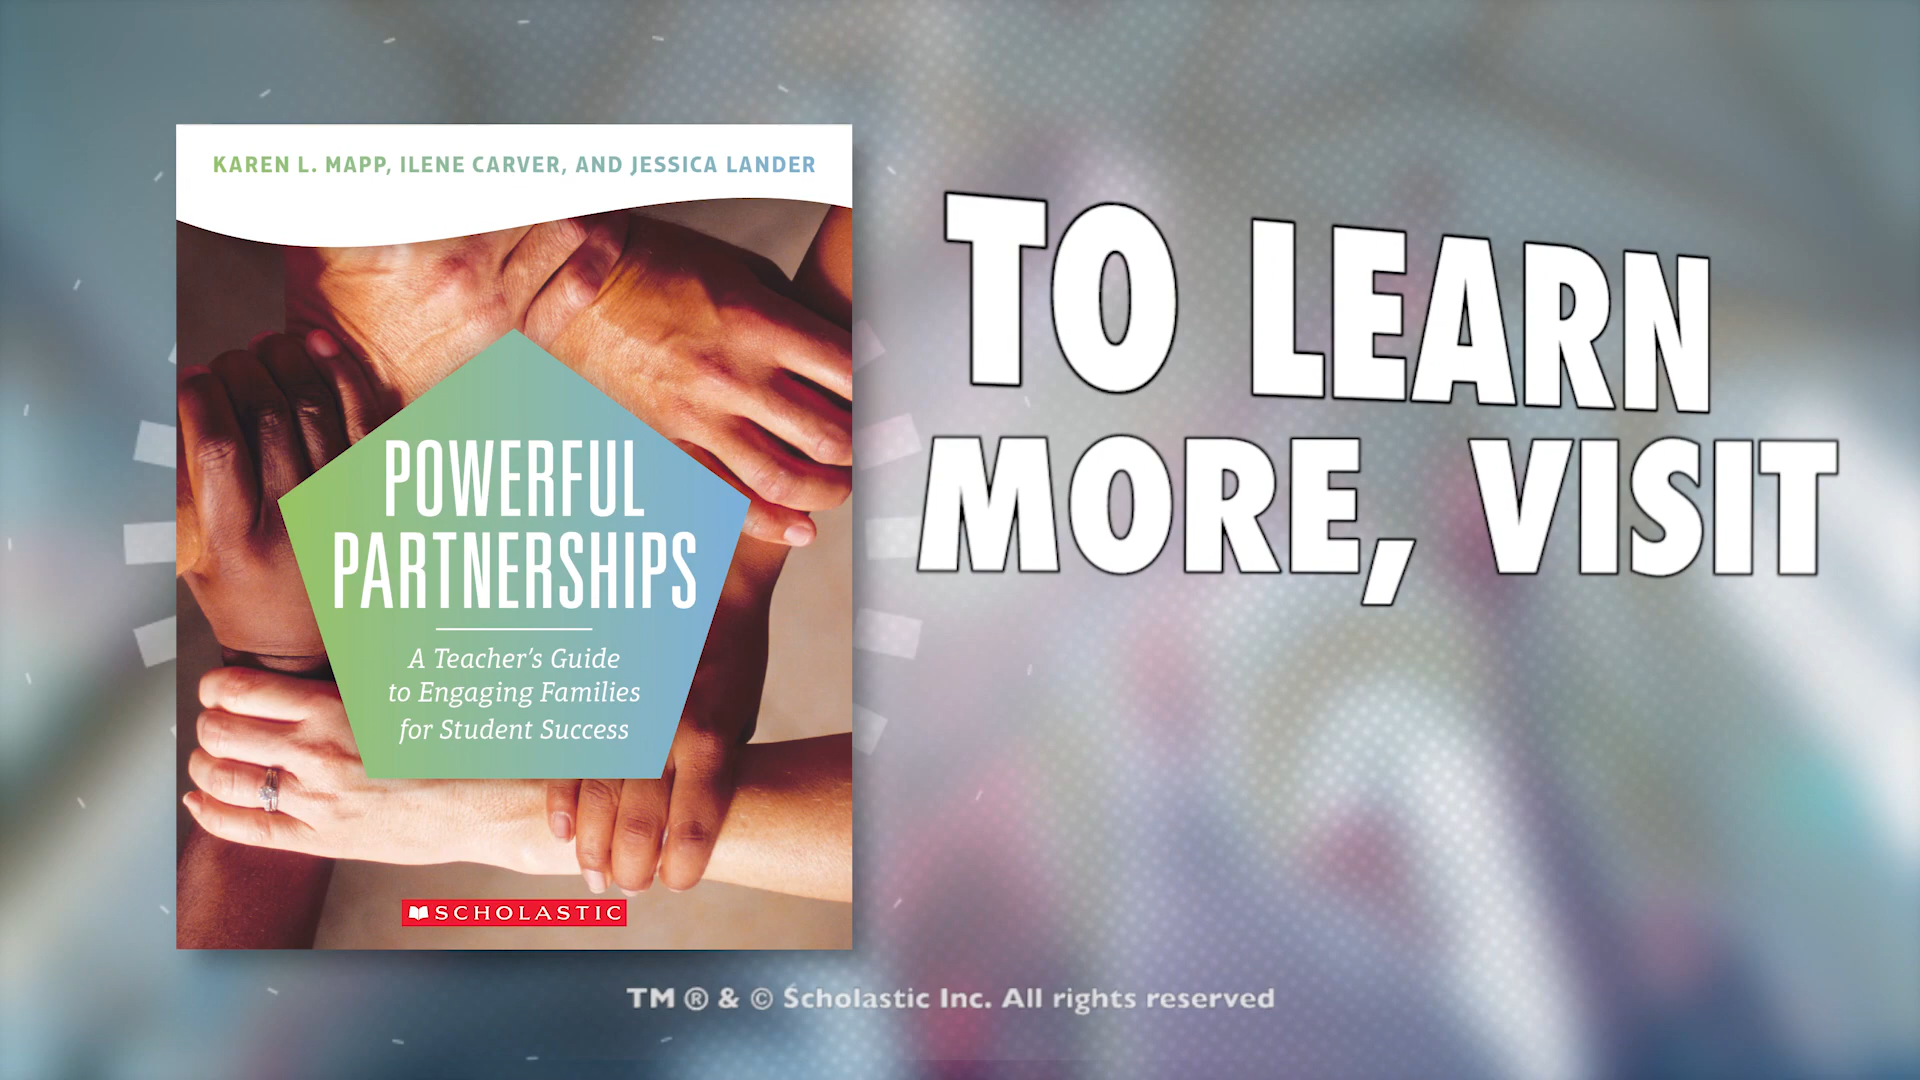 KAREN L. MAPP, ILENE CARVER, AND JESSICA LANDER
POWERFUL
PARTNERSHIPS
A Teacher's Guide
to Engaging Families
for Student Success
SCHOLASTIC
TO LEARN
MORE, VISIT
TM ® & © Scholastic Inc. All rights reserved